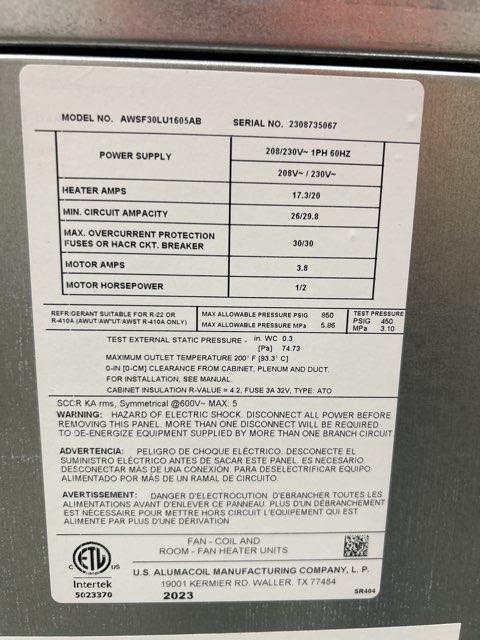 MODEL NO. AWSF30LU1605AB SERIAL NO. 2308735067
POWER SUPPLY 208/230V~ 1PH 60HZ
208V~ / 230V~
HEATER AMPS 17.3/20
MIN. CIRCUIT AMPACITY 26/29.8
MAX. OVERCURRENT PROTECTION
FUSES OR HACR CKT. BREAKER 30/30
MOTOR AMPS 3.8
MOTOR HORSEPOWER 1/2
REFRIGERANT SUITABLE FOR R-22 OR
R-410A (AWUT/AW*UT/AWST R-410A ONLY)
MAX ALLOWABLE PRESSURE PSIG 850
MAX ALLOWABLE PRESSURE MPa 5.86
TEST PRESSURE
PSIG 450
MPa 3.10
TEST EXTERNAL STATIC PRESSURE - in. WC 0.3
[Pa] 74.73
MAXIMUM OUTLET TEMPERATURE 200° F [93.3° C]
0-IN [0-CM] CLEARANCE FROM CABINET, PLENUM AND DUCT.
FOR INSTALLATION, SEE MANUAL.
CABINET INSULATION R-VALUE = 4.2, FUSE 3A 32V, TYPE: ATO
SCCR KA rms, Symmetrical @600V~ MAX: 5
WARNING: HAZARD OF ELECTRIC SHOCK. DISCONNECT ALL POWER BEFORE
REMOVING THIS PANEL. MORE THAN ONE DISCONNECT WILL BE REQUIRED
TO DE-ENERGIZE EQUIPMENT SUPPLIED BY MORE THAN ONE BRANCH CIRCUIT
ADVERTENCIA: PELIGRO DE CHOQUE ELÉCTRICO. DESCONECTE EL
SUMINISTRO ELÉCTRICO ANTES DE SACAR ESTE PANEL. ES NECESARIO
DESCONECTAR MÁS DE UNA CONEXIÓN. PARA DESELECTRIFICAR EQUIPO
ALIMENTADO POR MÁS DE UN RAMAL DE CIRCUITO.
AVERTISSEMENT: DANGER D'ELECTROCUTION. D'EBRANCHER TOUTES LES
ALIMENTATIONS AVANT D'ENLEVER CE PANNEAU. PLUS D'UN DÉBRANCHEMENT
EST NÉCESSAIRE POUR METTRE HORS CIRCUIT L'EQUIPEMENT QUI EST
ALIMENTE PAR PLUS D'UNE DÉRIVATION
C ETL US
Intertek
5023370
FAN - COIL AND
ROOM - FAN HEATER UNITS
U.S. ALUMACOIL MANUFACTURING COMPANY, L. P.
19001 KERMIER RD. WALLER, TX 77484
2023
SR404